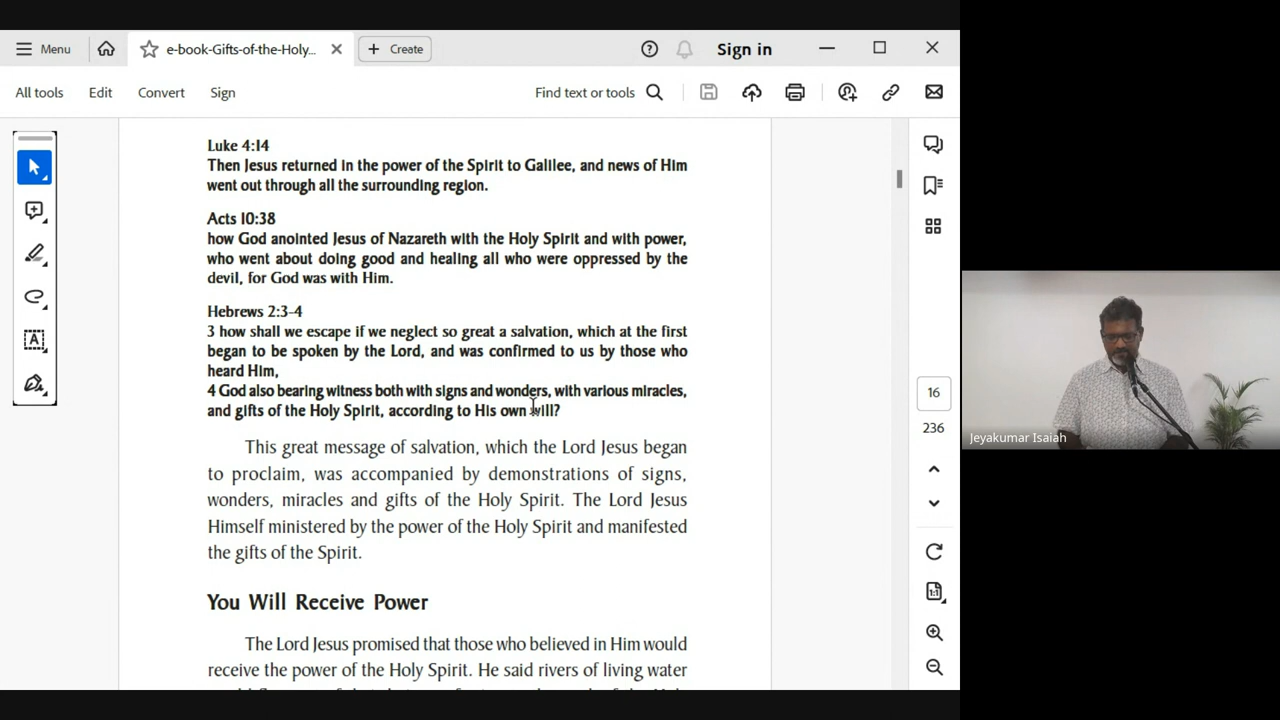 Menu
e-book-Gifts-of-the-Holy...
Create
Sign in
All tools
Edit
Convert
Sign
Find text or tools
Luke 4:14
Then Jesus returned in the power of the Spirit to Galilee, and news of Him
went out through all the surrounding region.
Acts 10:38
how God anointed Jesus of Nazareth with the Holy Spirit and with power,
who went about doing good and healing all who were oppressed by the
devil, for God was with Him.
Hebrews 2:3-4
3 how shall we escape if we neglect so great a salvation, which at the first
began to be spoken by the Lord, and was confirmed to us by those who
heard Him,
4 God also bearing witness both with signs and wonders, with various miracles,
and gifts of the Holy Spirit, according to His own will?
This great message of salvation, which the Lord Jesus began
to proclaim, was accompanied by demonstrations of signs,
wonders, miracles and gifts of the Holy Spirit. The Lord Jesus
Himself ministered by the power of the Holy Spirit and manifested
the gifts of the Spirit.
You Will Receive Power
The Lord Jesus promised that those who believed in Him would
receive the power of the Holy Spirit. He said rivers of living water
16
236
1:1
Jeyakumar Isaiah